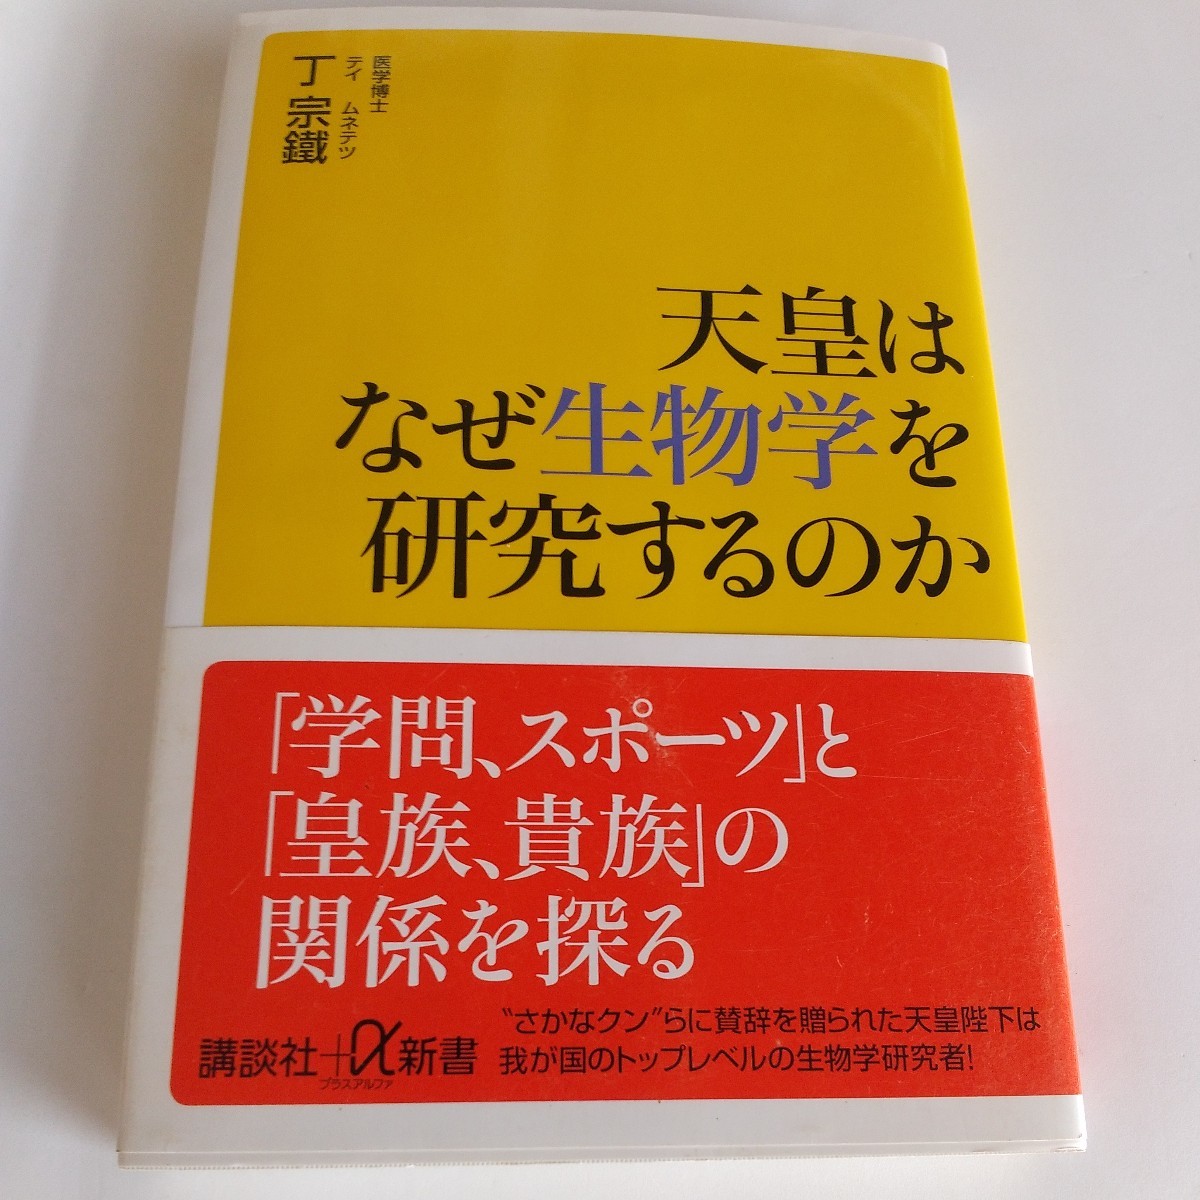 医学博士
テイ ムネテツ
丁 宗鐵
天皇は
なぜ生物学を
研究するのか
「学問、スポーツ」と
「皇族、貴族」の
関係を探る
“さかなクン”らに賛辞を贈られた天皇陛下は
我が国のトップレベルの生物学研究者!
講談社+α新書
プラスアルファ